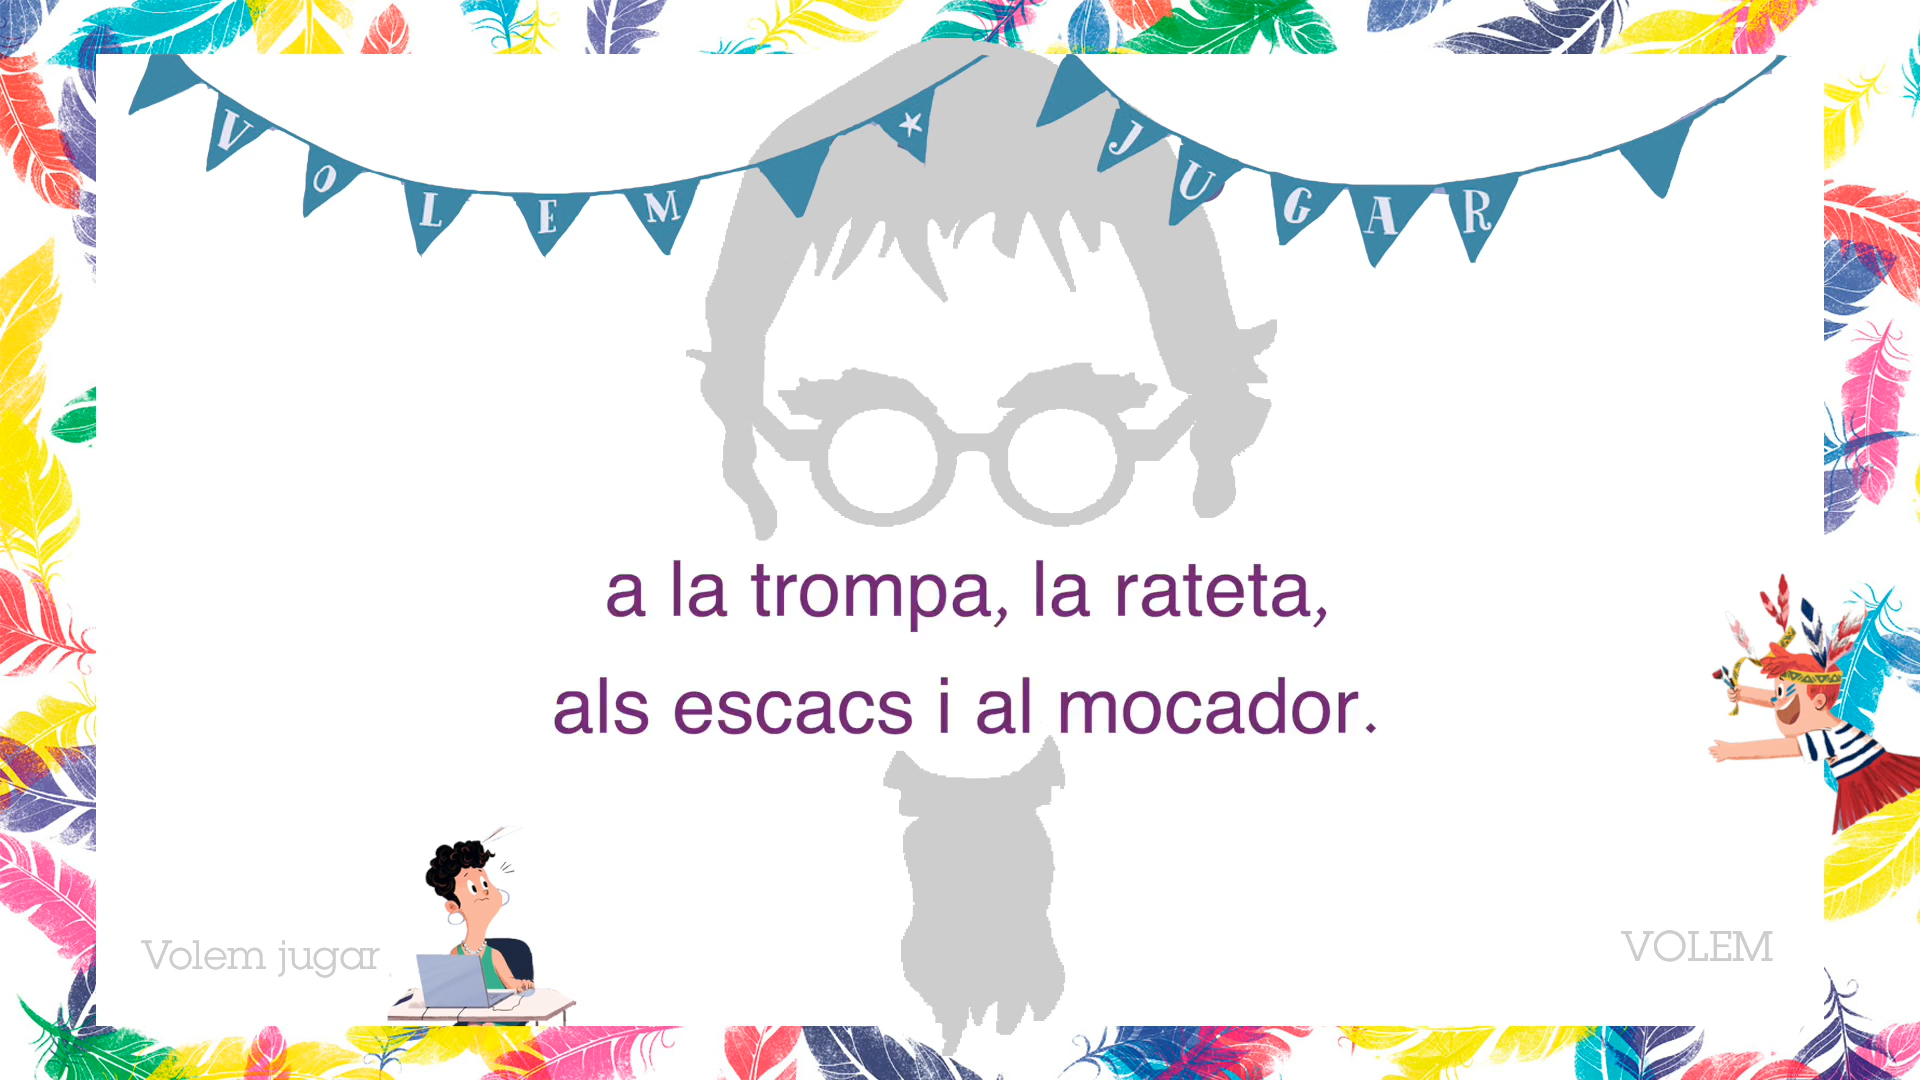 VOLEM * JUGAR
a la trompa, la rateta,
als escacs i al mocador.
Volem jugar
VOLEM